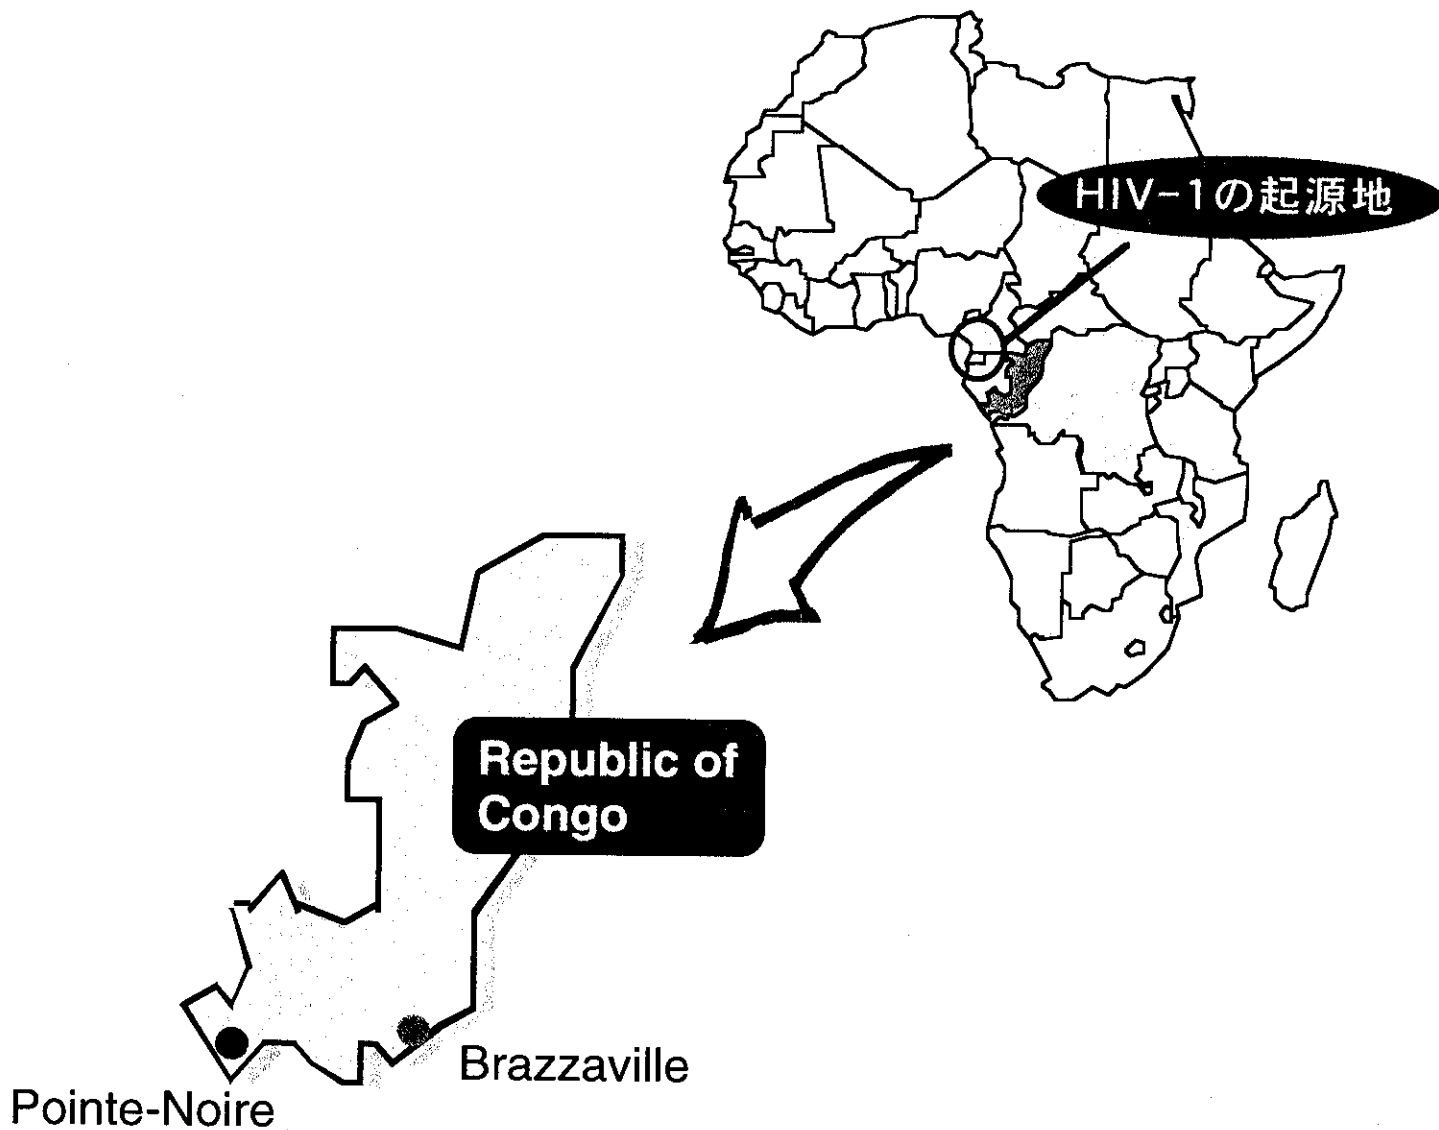 HIV-1の起源地
Republic of
Congo
Brazzaville
Pointe-Noire